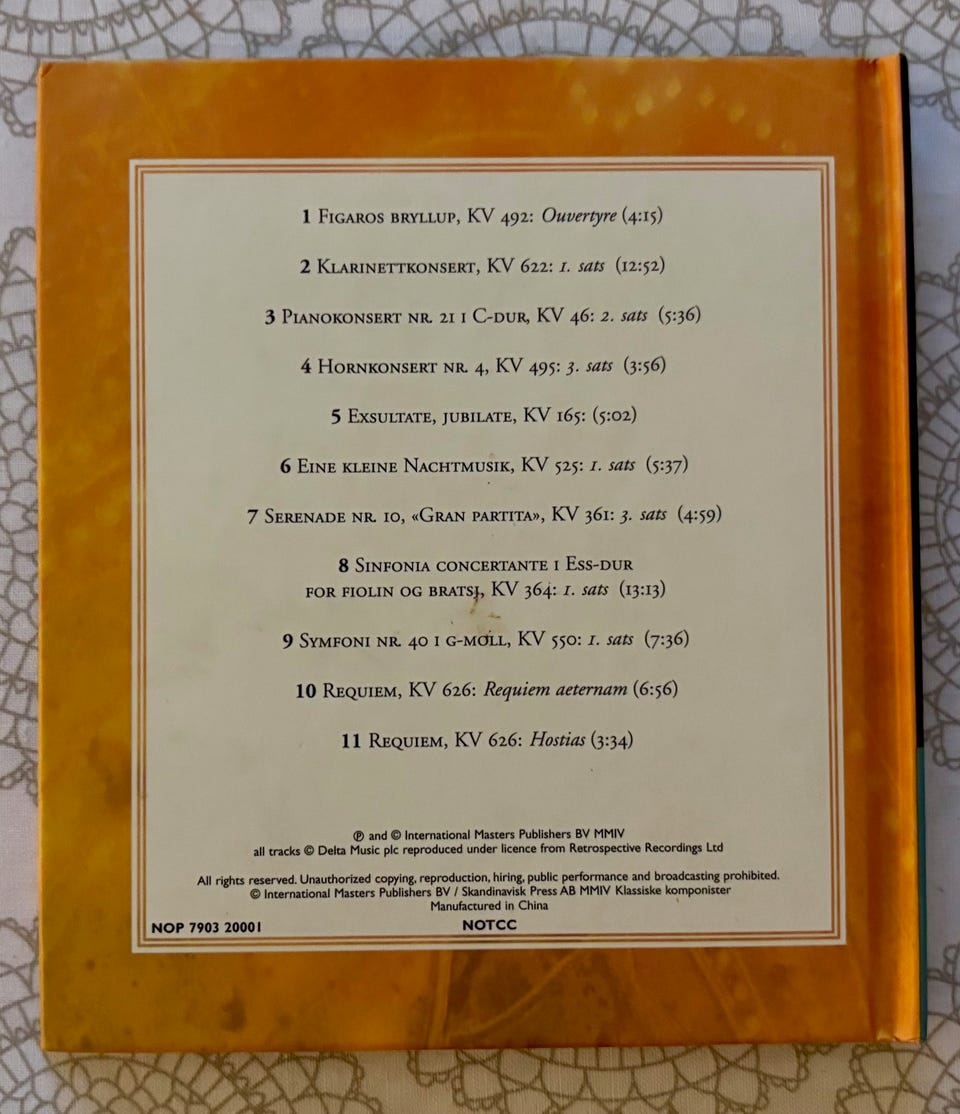 1 Figaros bryllup, KV 492: Ouvertyre (4:15)
2 Klarinettkonsert, KV 622: 1. sats (12:52)
3 Pianokonsert nr. 21 i C-dur, KV 46: 2. sats (5:36)
4 Hornkonsert nr. 4, KV 495: 3. sats (3:56)
5 Exsultate, jubilate, KV 165: (5:02)
6 Eine kleine Nachtmusik, KV 525: 1. sats (5:37)
7 Serenade nr. 10, «Gran partita», KV 361: 3. sats (4:59)
8 Sinfonia concertante i Ess-dur
for fiolin og bratsj, KV 364: 1. sats (13:13)
9 Symfoni nr. 40 i g-moll, KV 550: 1. sats (7:36)
10 Requiem, KV 626: Requiem aeternam (6:56)
11 Requiem, KV 626: Hostias (3:34)
℗ and © International Masters Publishers BV MMIV
all tracks © Delta Music plc reproduced under licence from Retrospective Recordings Ltd
All rights reserved. Unauthorized copying, reproduction, hiring, public performance and broadcasting prohibited.
© International Masters Publishers BV / Skandinavisk Press AB MMIV Klassiske komponister
Manufactured in China
NOP 7903 20001 NOTCC